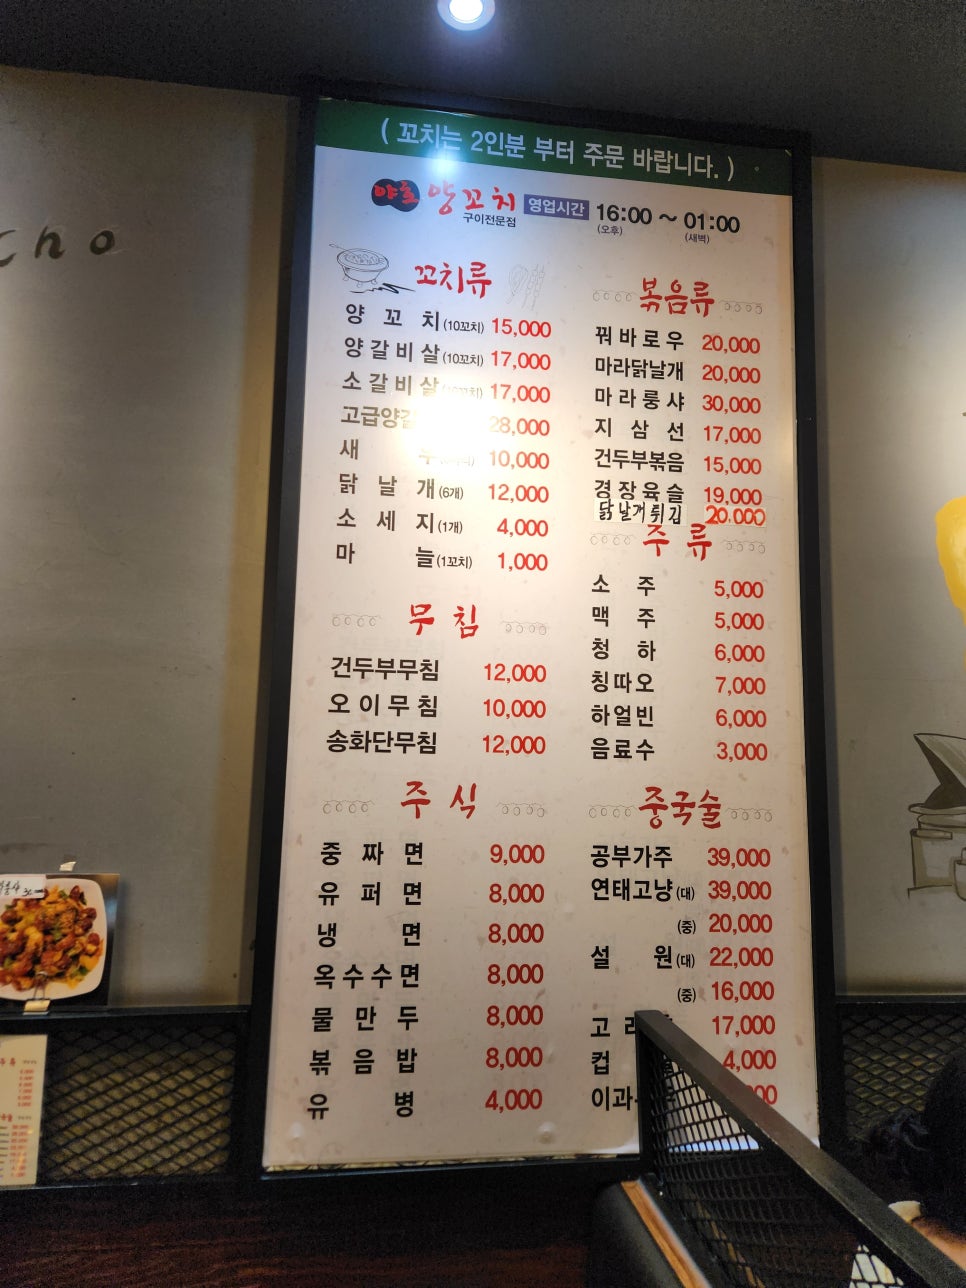 ( 꼬치는 2인분 부터 주문 바랍니다. )
야호 양꼬치 구이전문점 영업시간 16:00 ~ 01:00
(오후) (새벽)
꼬치류
양 꼬 치 (10꼬치) 15,000
양갈비살 (10꼬치) 17,000
소갈비살 (10꼬치) 17,000
고급양갈 28,000
새 10,000
닭 날 개 (6개) 12,000
소 세 지 (1개) 4,000
마 늘 (1꼬치) 1,000
무침
건두부무침 12,000
오이무침 10,000
송화단무침 12,000
주식
중 짜 면 9,000
유 퍼 면 8,000
냉 면 8,000
옥수수면 8,000
물 만 두 8,000
볶 음 밥 8,000
유 병 4,000
볶음류
꿔바로우 20,000
마라닭날개 20,000
마라룽샤 30,000
지 삼 선 17,000
건두부볶음 15,000
경장육슬 19,000
닭날개튀김 20.000
주류
소 주 5,000
맥 주 5,000
청 하 6,000
칭따오 7,000
하얼빈 6,000
음료수 3,000
중국술
공부가주 39,000
연태고냥 (대) 39,000
(중) 20,000
설 원 (대) 22,000
(중) 16,000
고 17,000
컵 4,000
이과
cho